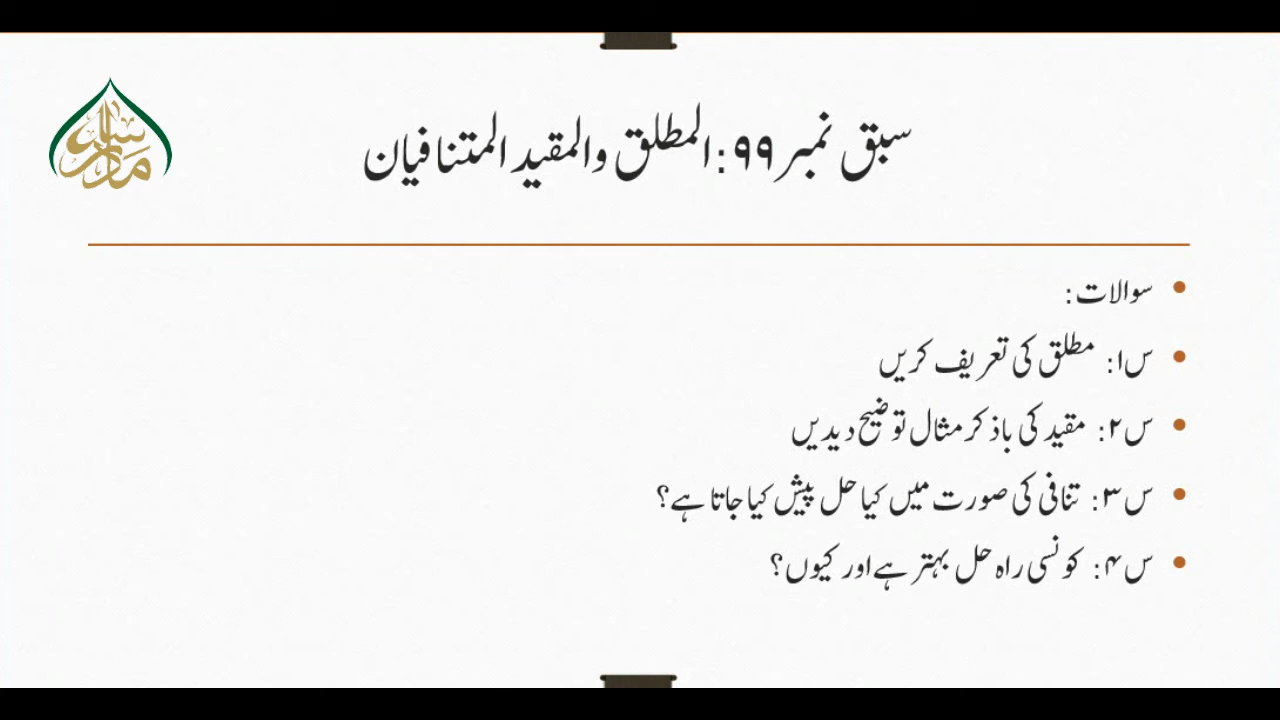 سبق نمبر ۹۹: المطلق والمقید المتنافیان
سوالات:
س۱: مطلق کی تعریف کریں
س۲: مقید کی باذکر مثال توضیح دیدیں
س۳: تنافی کی صورت میں کیا حل پیش کیا جاتا ہے؟
س۴: کونسی راہ حل بہتر ہے اور کیوں؟